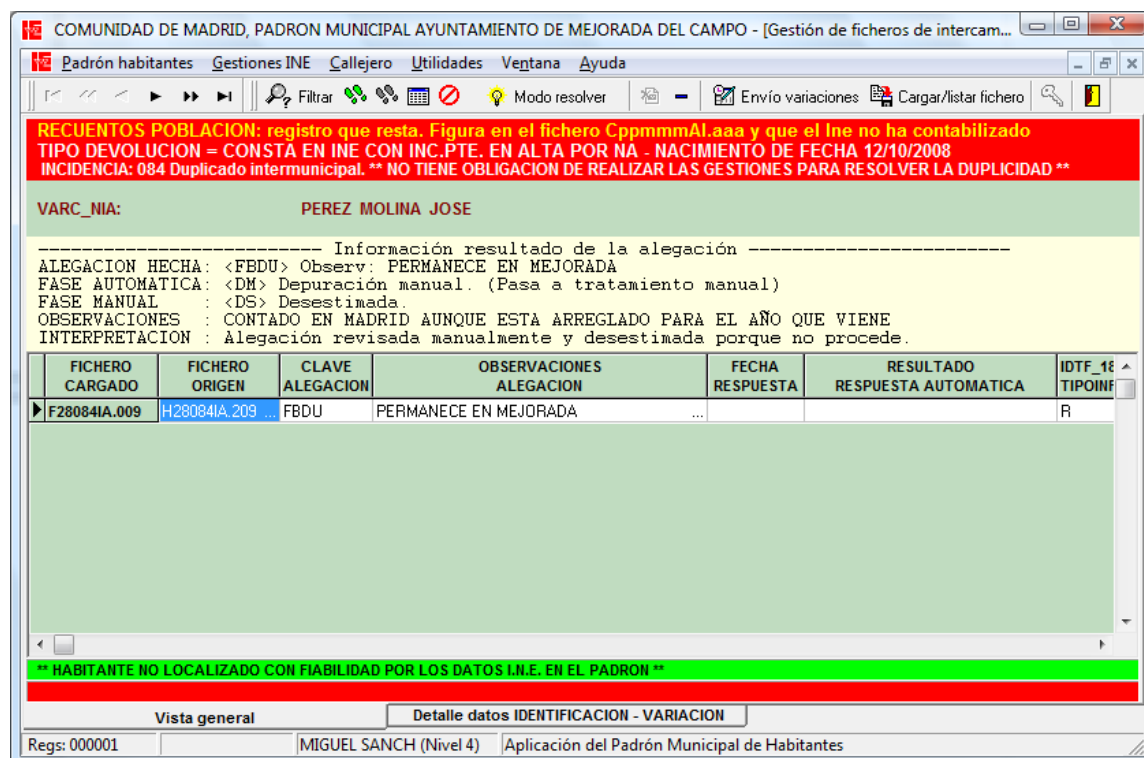 COMUNIDAD DE MADRID, PADRON MUNICIPAL AYUNTAMIENTO DE MEJORADA DEL CAMPO - [Gestión de ficheros de intercam...
Padrón habitantes Gestiones INE Callejero Utilidades Ventana Ayuda
Filtrar Modo resolver Envío variaciones Cargar/listar fichero
RECUENTOS POBLACION: registro que resta. Figura en el fichero CppmmmAI.aaa y que el Ine no ha contabilizado
TIPO DEVOLUCION = CONSTA EN INE CON INC.PTE. EN ALTA POR NA - NACIMIENTO DE FECHA 12/10/2008
INCIDENCIA: 084 Duplicado intermunicipal. ** NO TIENE OBLIGACION DE REALIZAR LAS GESTIONES PARA RESOLVER LA DUPLICIDAD **
VARC_NIA: PEREZ MOLINA JOSE
-------------------------- Información resultado de la alegación ------------------------
ALEGACION HECHA: <FBDU> Observ: PERMANECE EN MEJORADA
FASE AUTOMATICA: <DM> Depuración manual. (Pasa a tratamiento manual)
FASE MANUAL : <DS> Desestimada.
OBSERVACIONES : CONTADO EN MADRID AUNQUE ESTA ARREGLADO PARA EL AÑO QUE VIENE
INTERPRETACION : Alegación revisada manualmente y desestimada porque no procede.
FICHERO FICHERO CLAVE OBSERVACIONES FECHA RESULTADO IDTF_18
CARGADO ORIGEN ALEGACION ALEGACION RESPUESTA RESPUESTA AUTOMATICA TIPOINF
F28084IA.009 H28084IA.209 ... FBDU PERMANECE EN MEJORADA ... R
** HABITANTE NO LOCALIZADO CON FIABILIDAD POR LOS DATOS I.N.E. EN EL PADRON **
Vista general Detalle datos IDENTIFICACION - VARIACION
Regs: 000001 MIGUEL SANCH (Nivel 4) Aplicación del Padrón Municipal de Habitantes